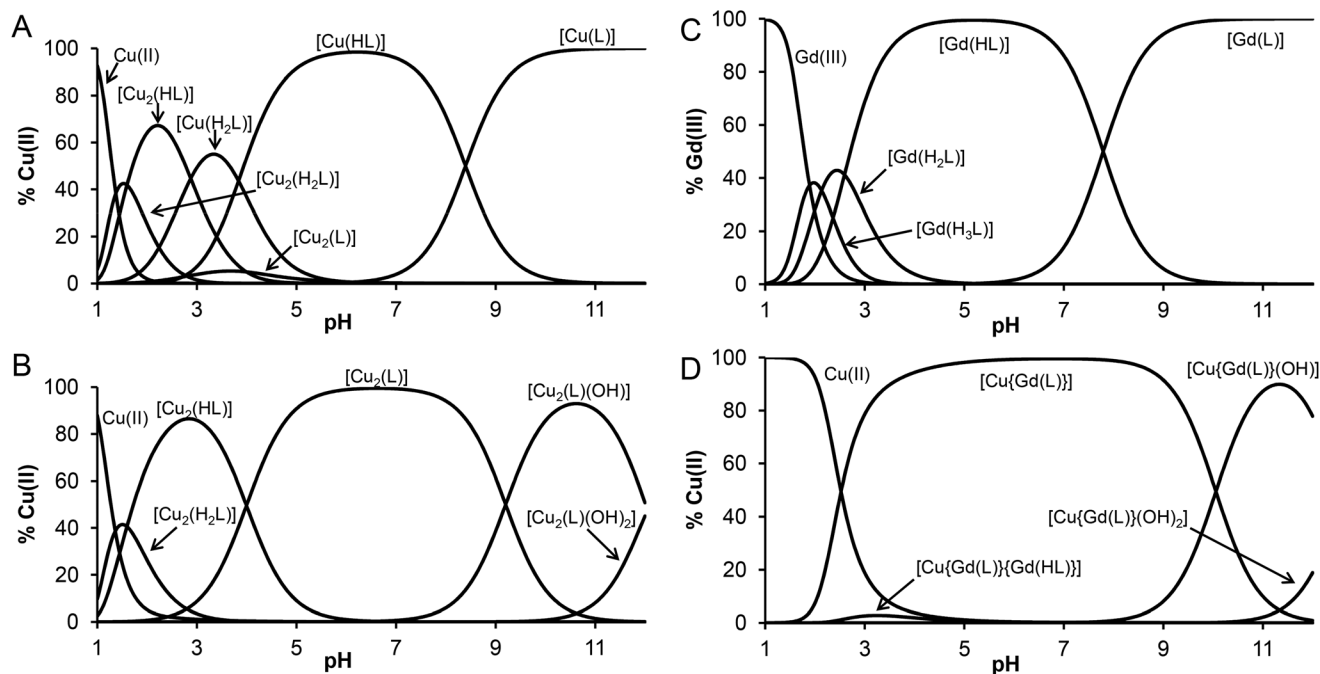 A
% Cu(II)
100
80
60
40
20
0
Cu(II)
[Cu₂(HL)]
[Cu(H₂L)]
[Cu₂(H₂L)]
[Cu₂(L)]
[Cu(HL)]
[Cu(L)]
1 3 5 7 9 11
pH
C
% Gd(III)
100
80
60
40
20
0
Gd(III)
[Gd(HL)]
[Gd(L)]
[Gd(H₂L)]
[Gd(H₃L)]
1 3 5 7 9 11
pH
B
% Cu(II)
100
80
60
40
20
0
Cu(II)
[Cu₂(HL)]
[Cu₂(H₂L)]
[Cu₂(L)]
[Cu₂(L)(OH)]
[Cu₂(L)(OH)₂]
1 3 5 7 9 11
pH
D
% Cu(II)
100
80
60
40
20
0
Cu(II)
[Cu{Gd(L)}]
[Cu{Gd(L)}(OH)]
[Cu{Gd(L)}(OH)₂]
[Cu{Gd(L)}{Gd(HL)}]
1 3 5 7 9 11
pH